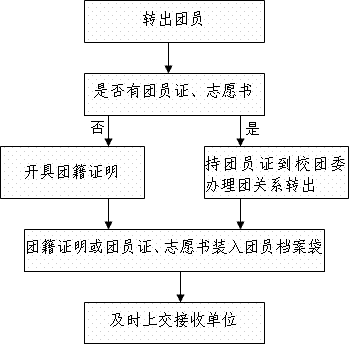 转出团员
是否有团员证、志愿书
否
是
开具团籍证明
持团员证到校团委
办理团关系转出
团籍证明或团员证、志愿书装入团员档案袋
及时上交接收单位